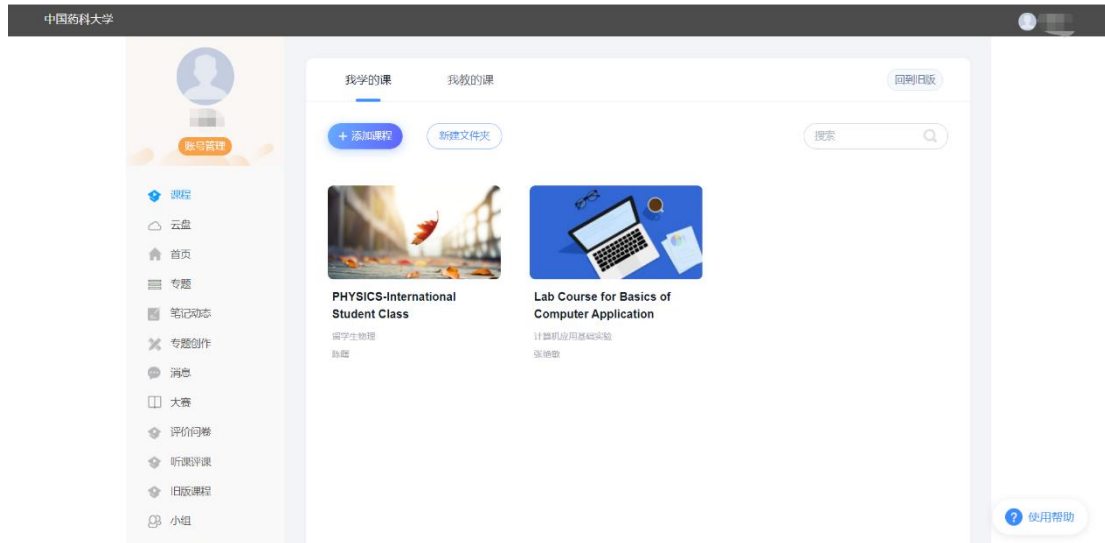 中国药科大学
我学的课
我教的课
回到旧版
账号管理
+ 添加课程
新建文件夹
搜索
课程
云盘
首页
专题
笔记动态
专题创作
消息
大赛
评价问卷
听课评课
旧版课程
小组
PHYSICS-International
Student Class
留学生物理
Lab Course for Basics of
Computer Application
计算机应用基础实验
使用帮助